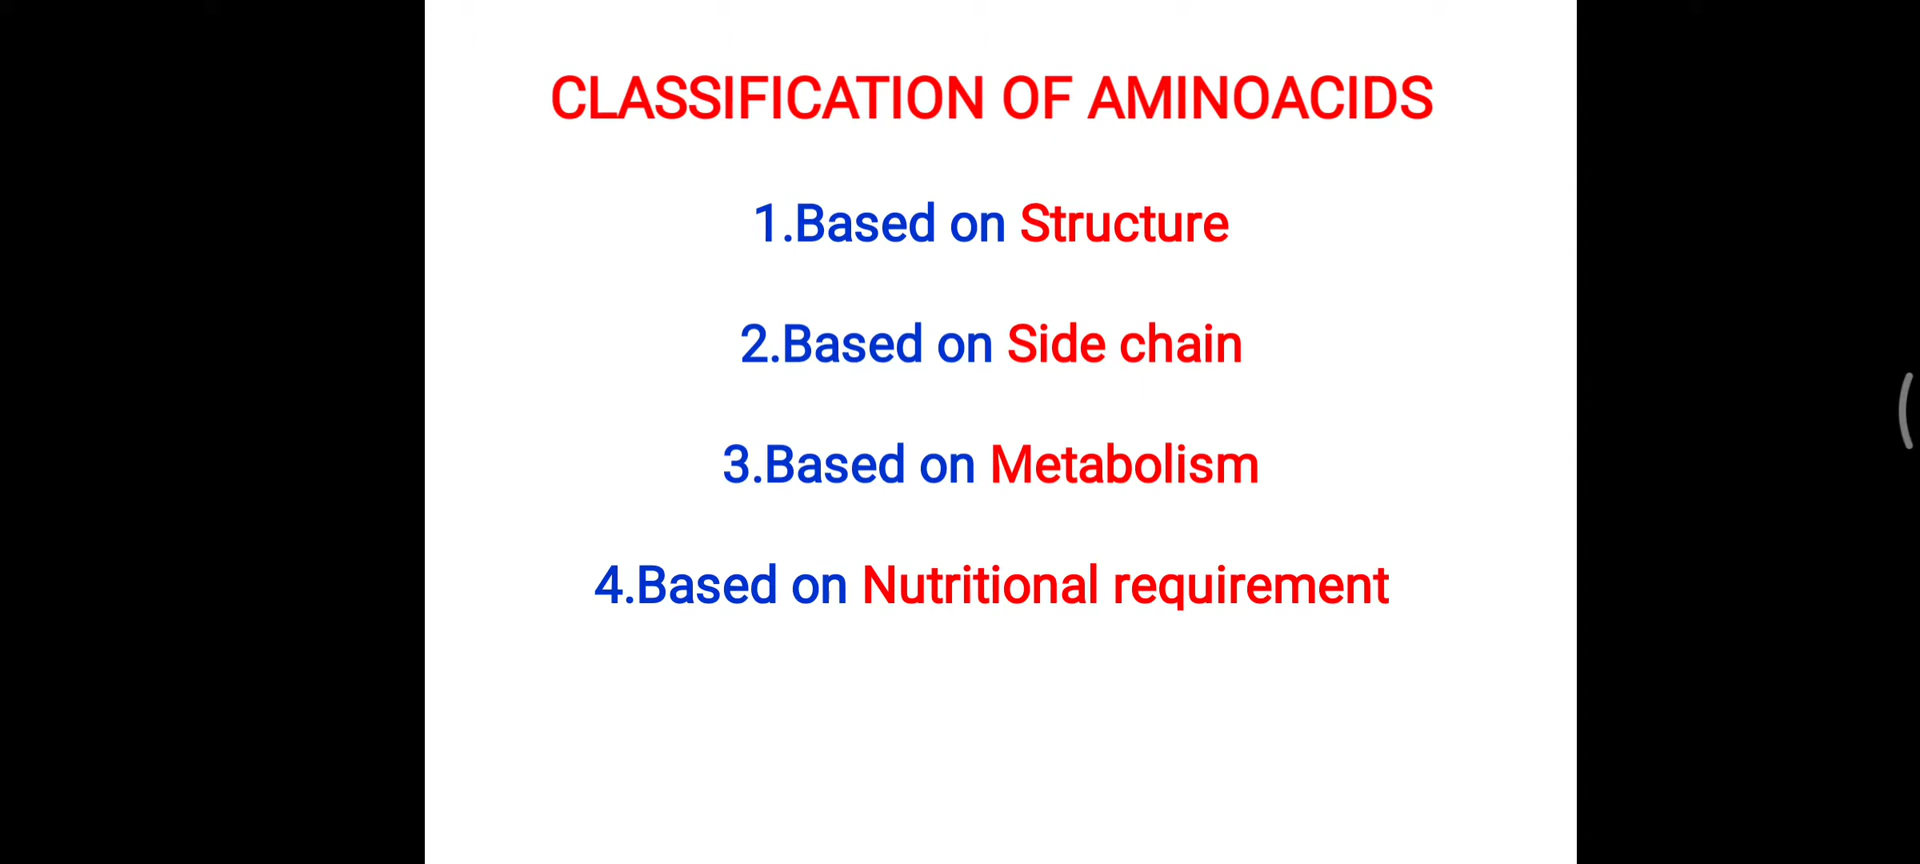 CLASSIFICATION OF AMINOACIDS
1.Based on Structure
2.Based on Side chain
3.Based on Metabolism
4.Based on Nutritional requirement